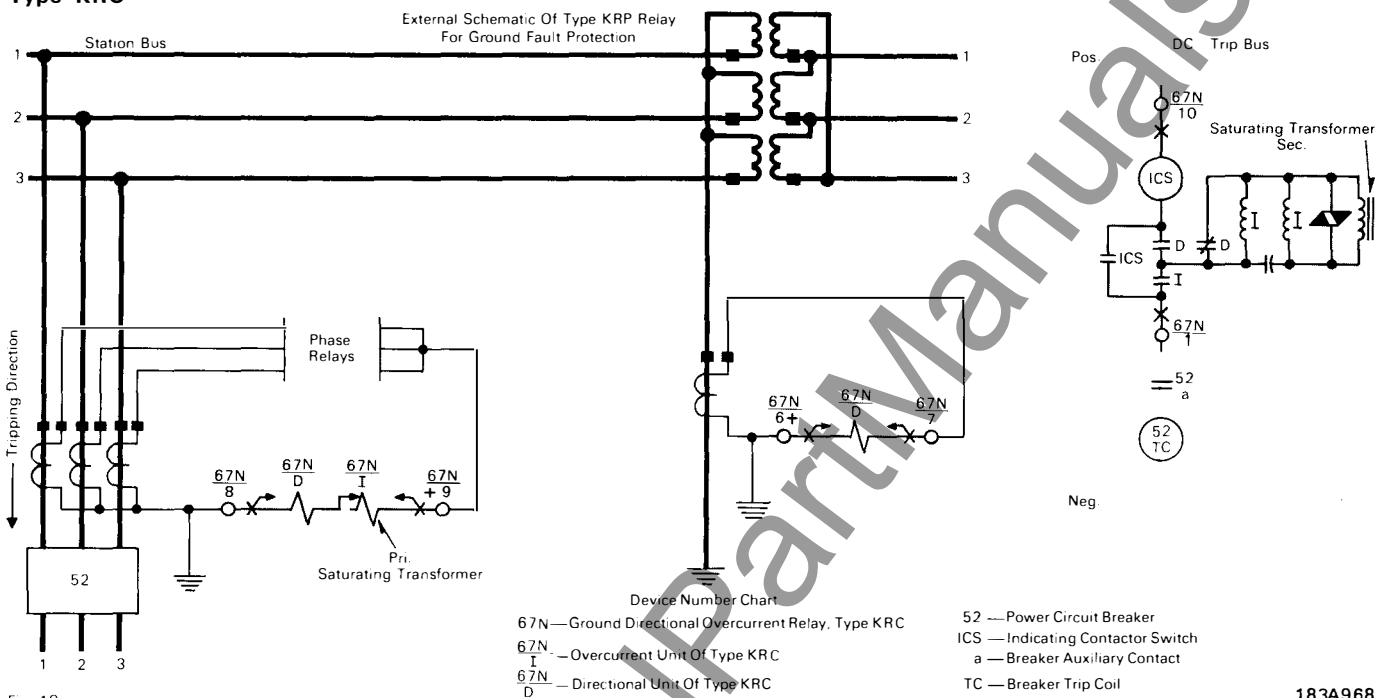 External Schematic Of Type KRP Relay
For Ground Fault Protection
Station Bus
1
2
3
1
2
3
DC Trip Bus
Pos.
67N
10
Saturating Transformer
Sec.
ICS
ICS
D
D
I
I
I
67N
1
52
a
52
TC
Neg.
Tripping Direction
Phase
Relays
67N
8
67N
D
67N
I
67N
+ 9
Pri.
Saturating Transformer
52
1 2 3
67N
6+
67N
D
67N
7
Device Number Chart
67N — Ground Directional Overcurrent Relay, Type KRC
67N
I
— Overcurrent Unit Of Type KRC
67N
D
— Directional Unit Of Type KRC
52 — Power Circuit Breaker
ICS — Indicating Contactor Switch
a — Breaker Auxiliary Contact
TC — Breaker Trip Coil
183A968